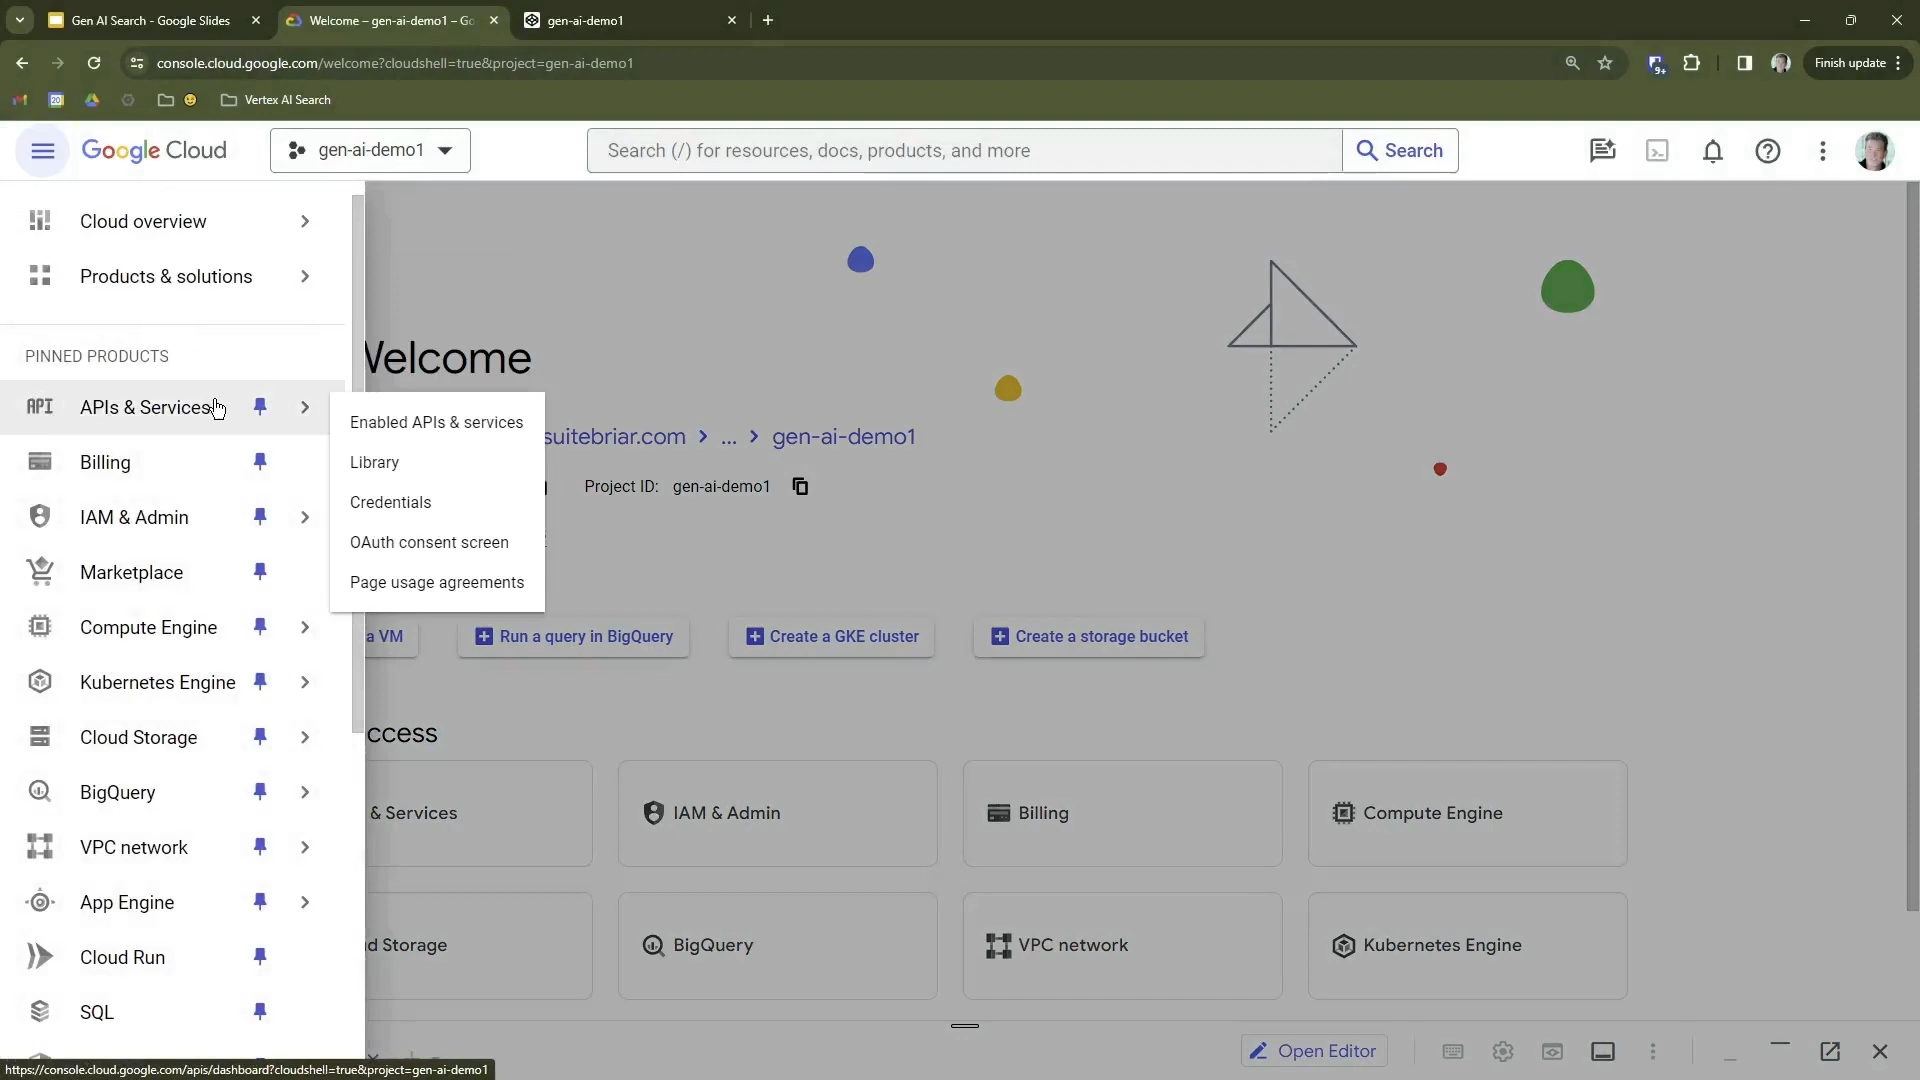 Gen AI Search - Google Slides
Welcome – gen-ai-demo1 – Go
gen-ai-demo1
console.cloud.google.com/welcome?cloudshell=true&project=gen-ai-demo1
9+
Finish update
20
Vertex AI Search
Google Cloud
gen-ai-demo1
Search (/) for resources, docs, products, and more
Search
Cloud overview
Products & solutions
PINNED PRODUCTS
API
APIs & Services
Billing
IAM & Admin
Marketplace
Compute Engine
Kubernetes Engine
Cloud Storage
BigQuery
VPC network
App Engine
Cloud Run
SQL
Enabled APIs & services
Library
Credentials
OAuth consent screen
Page usage agreements
Welcome
suitebriar.com > ... > gen-ai-demo1
Project ID: gen-ai-demo1
a VM
Run a query in BigQuery
Create a GKE cluster
Create a storage bucket
ccess
& Services
IAM & Admin
Billing
Compute Engine
d Storage
BigQuery
VPC network
Kubernetes Engine
Open Editor
https://console.cloud.google.com/apis/dashboard?cloudshell=true&project=gen-ai-demo1